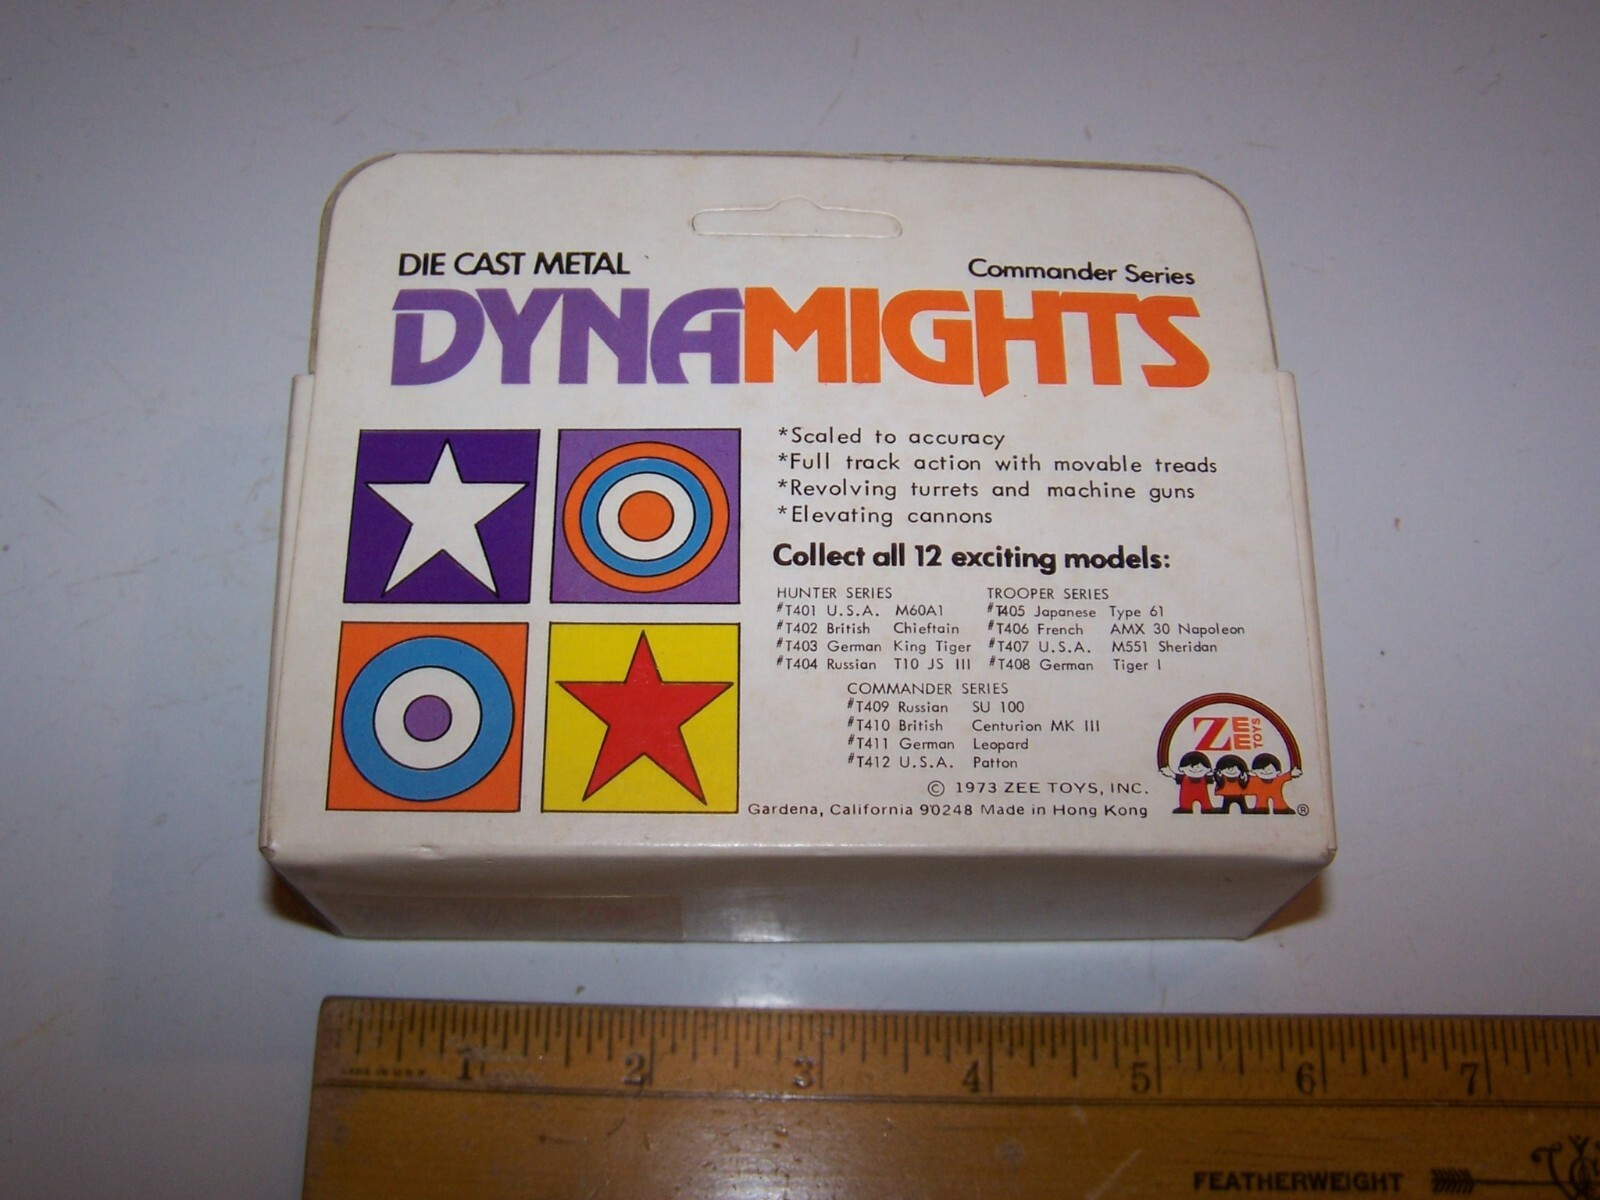 DIE CAST METAL
Commander Series
DYNAMIGHTS
*Scaled to accuracy
*Full track action with movable treads
*Revolving turrets and machine guns
*Elevating cannons
Collect all 12 exciting models:
HUNTER SERIES
#T401 U.S.A. M60A1
#T402 British Chieftain
#T403 German King Tiger
#T404 Russian T10 JS III
TROOPER SERIES
#T405 Japanese Type 61
#T406 French AMX 30 Napoleon
#T407 U.S.A. M551 Sheridan
#T408 German Tiger I
COMMANDER SERIES
#T409 Russian SU 100
#T410 British Centurion MK III
#T411 German Leopard
#T412 U.S.A. Patton
© 1973 ZEE TOYS, INC.
Gardena, California 90248 Made in Hong Kong
ZEE TOYS
®
1 2 3 4 5 6 7
FEATHERWEIGHT